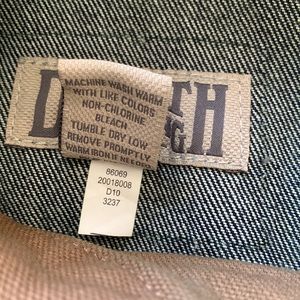 MACHINE WASH WARM
WITH LIKE COLORS
NON-CHLORINE
BLEACH
TUMBLE DRY LOW
REMOVE PROMPTLY
WARM IRON IF NEEDED
86069
20018008
D10
3237